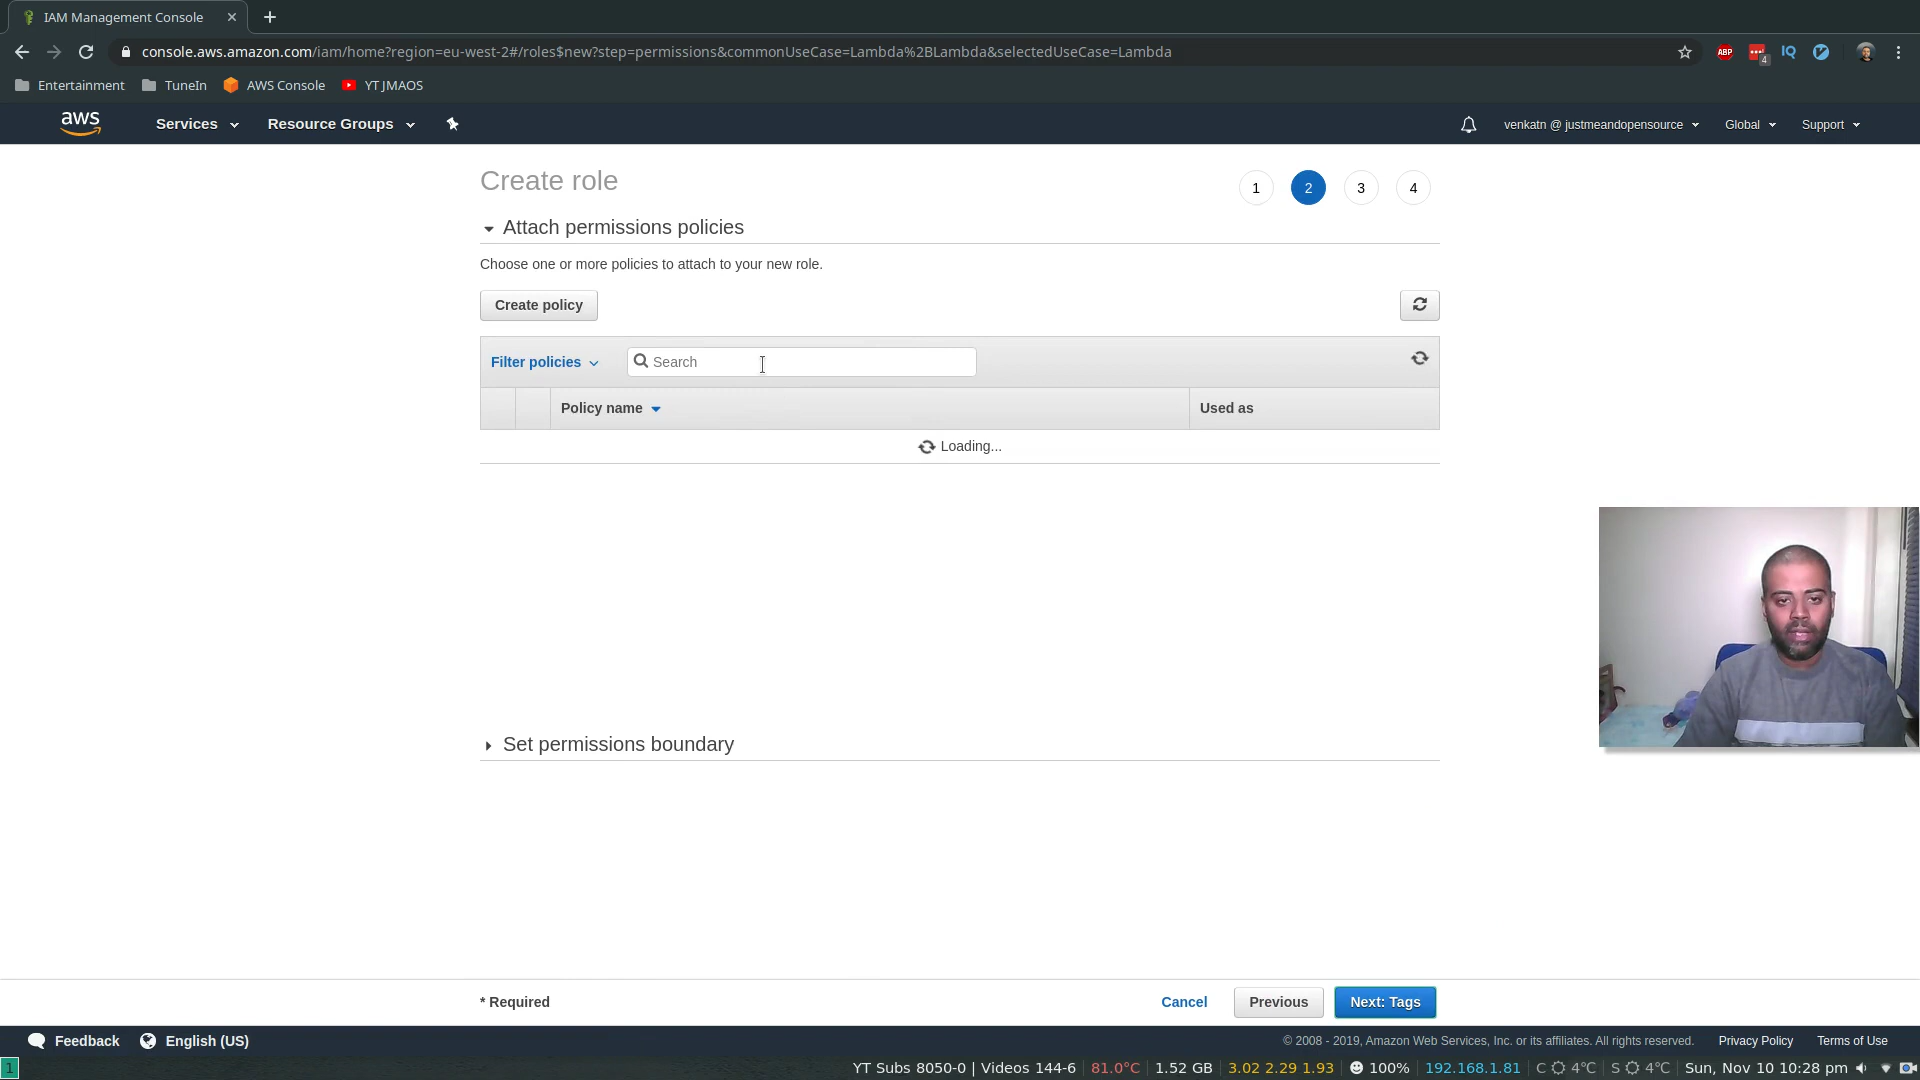 IAM Management Console
console.aws.amazon.com/iam/home?region=eu-west-2#/roles$new?step=permissions&commonUseCase=Lambda%2BLambda&selectedUseCase=Lambda
ABP 4 IQ
Entertainment TuneIn AWS Console YT JMAOS
aws Services Resource Groups venkatn @ justmeandopensource Global Support
Create role 1 2 3 4
Attach permissions policies
Choose one or more policies to attach to your new role.
Create policy
Filter policies Search
Policy name Used as
Loading...
Set permissions boundary
* Required Cancel Previous Next: Tags
Feedback English (US) © 2008 - 2019, Amazon Web Services, Inc. or its affiliates. All rights reserved. Privacy Policy Terms of Use
1 YT Subs 8050-0 | Videos 144-6 81.0°C 1.52 GB 3.02 2.29 1.93 100% 192.168.1.81 C 4°C S 4°C Sun, Nov 10 10:28 pm